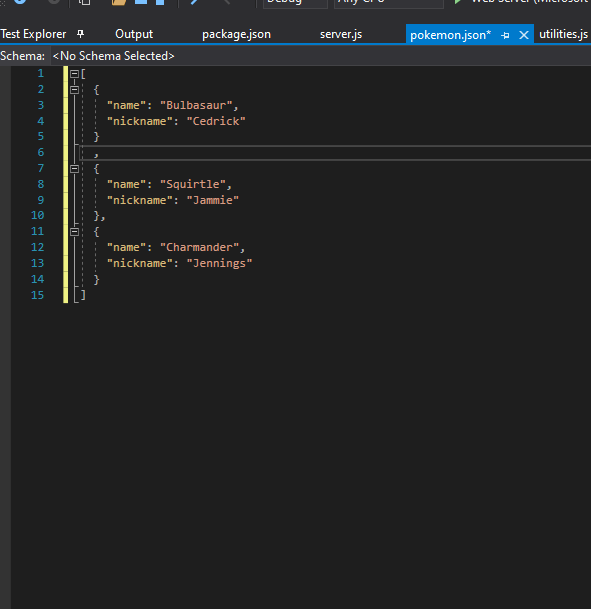 Debug Any CPU Web Server (Microsoft
Test Explorer Output package.json server.js pokemon.json* utilities.js
Schema: <No Schema Selected>
1 [
2 {
3 "name": "Bulbasaur",
4 "nickname": "Cedrick"
5 }
6 ,
7 {
8 "name": "Squirtle",
9 "nickname": "Jammie"
10 },
11 {
12 "name": "Charmander",
13 "nickname": "Jennings"
14 }
15 ]